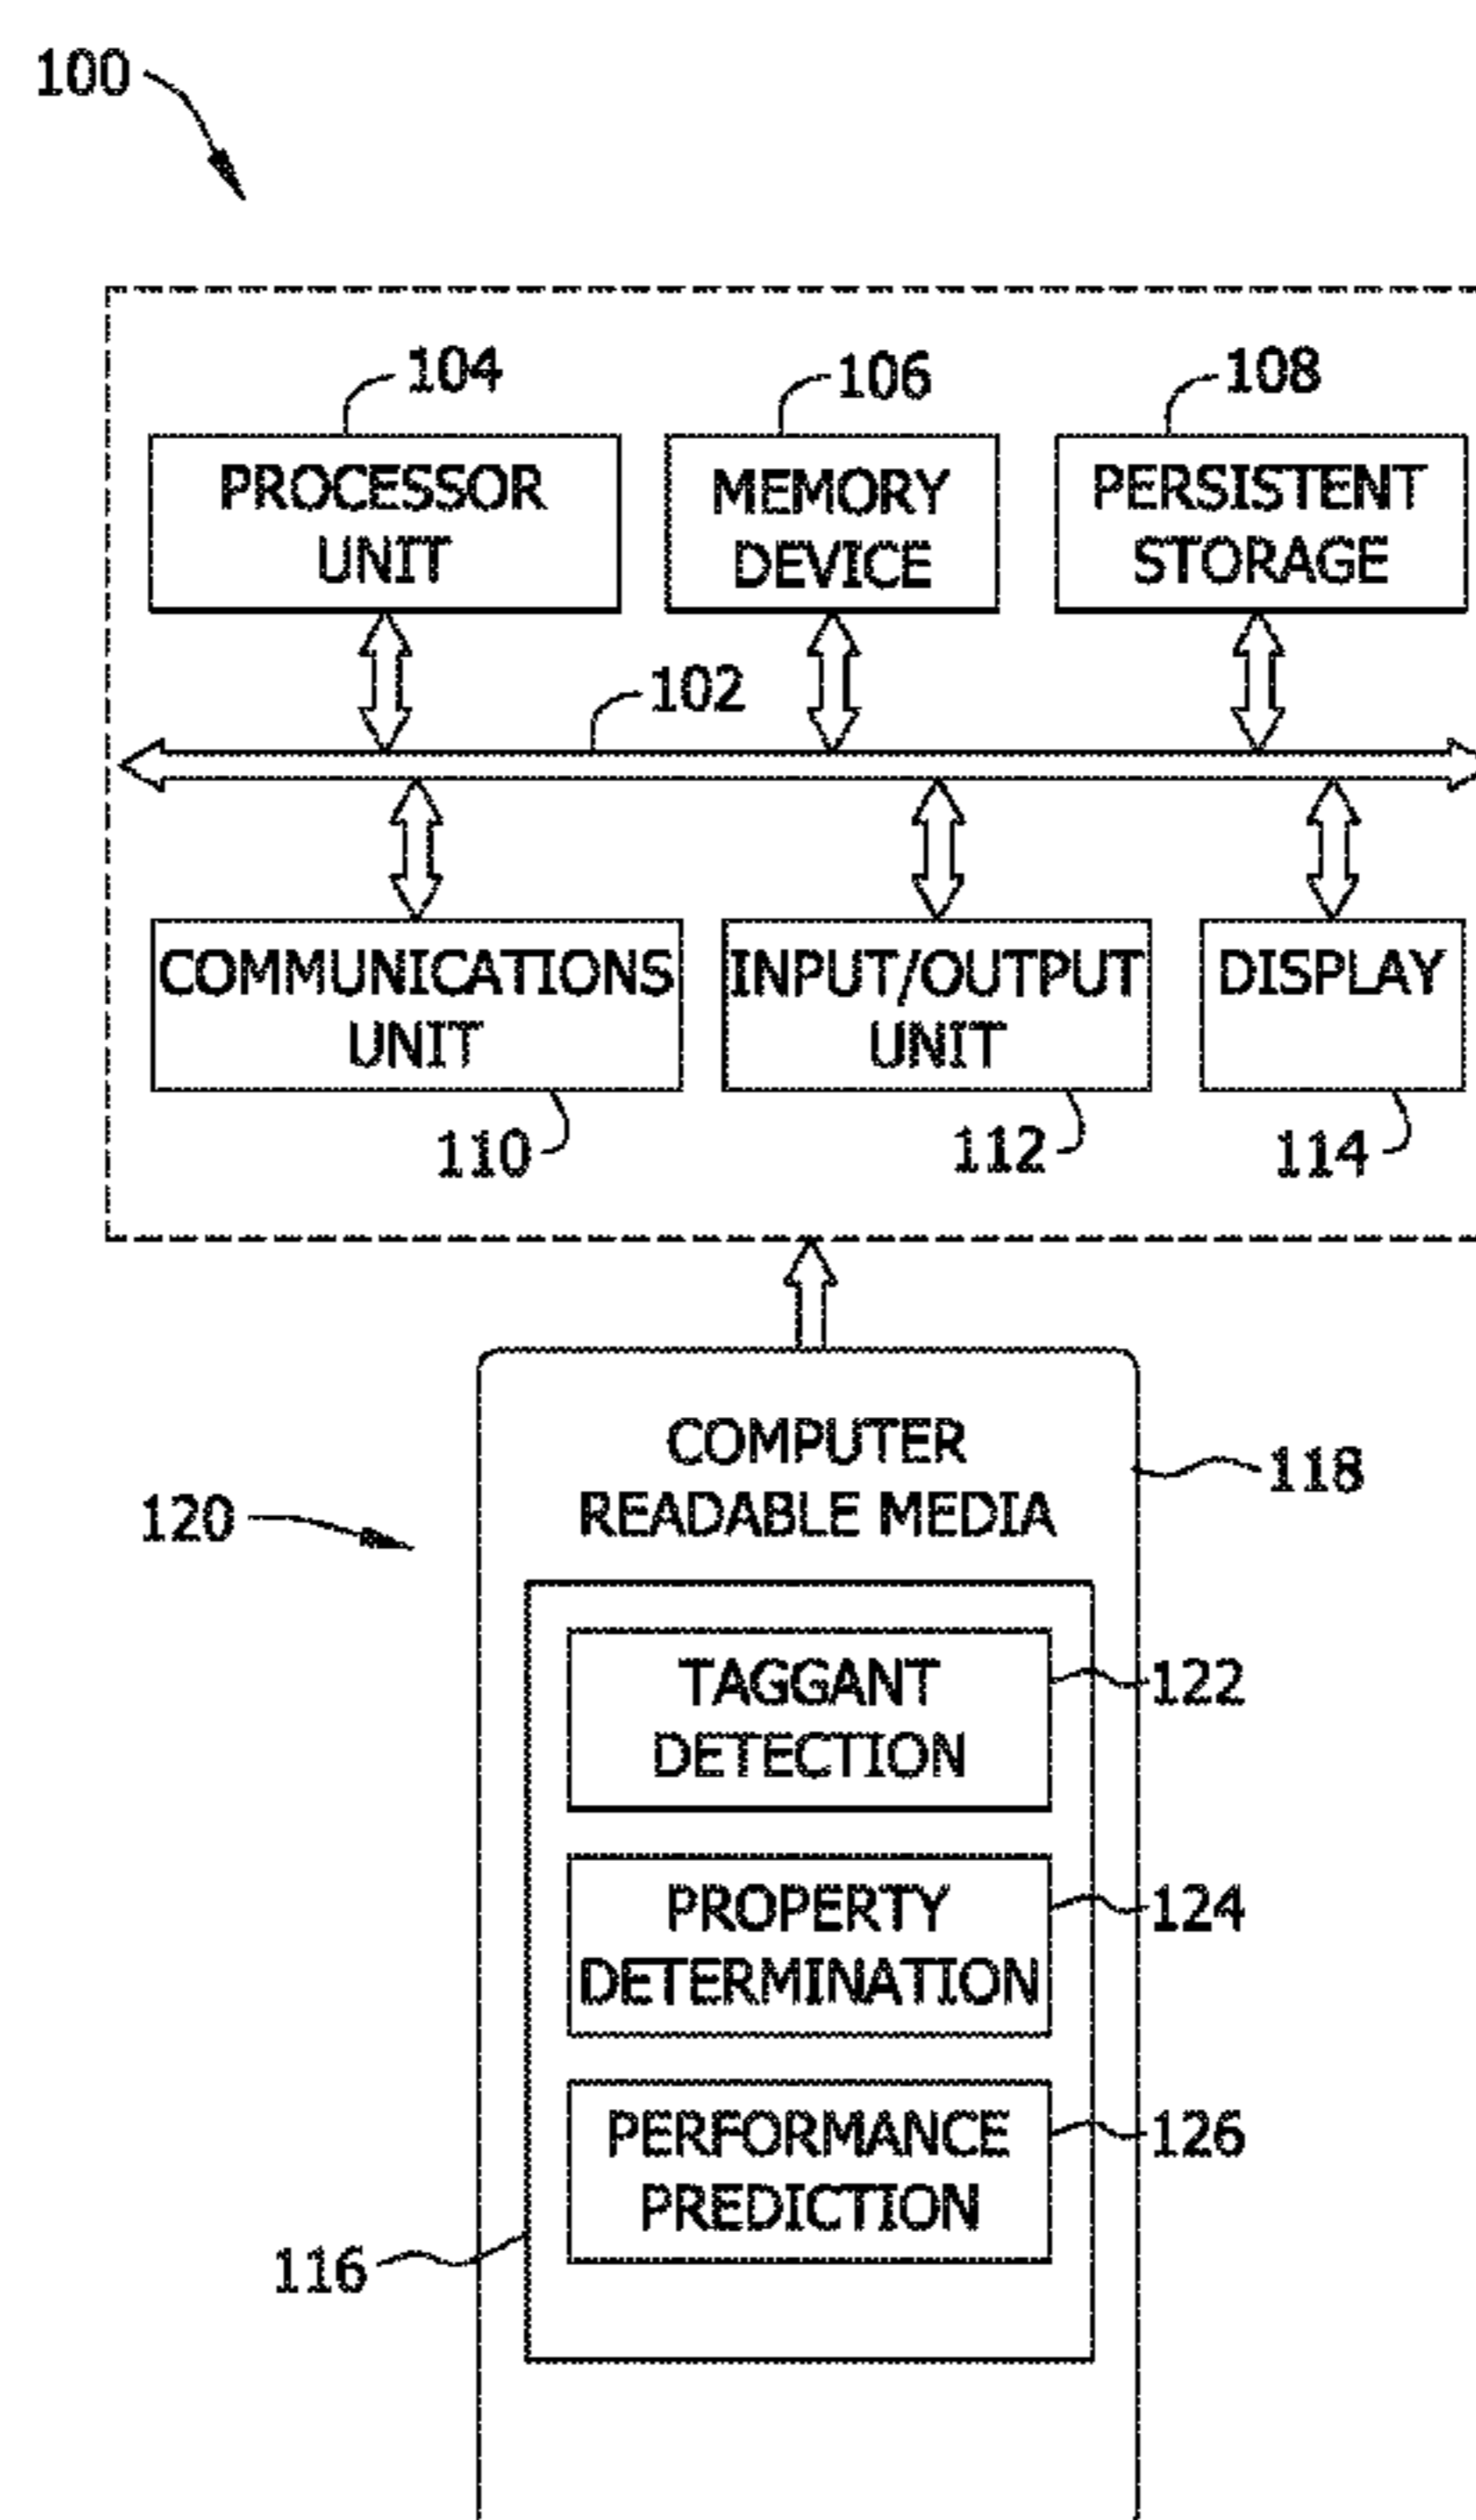 100
104
106
108
PROCESSOR
UNIT
MEMORY
DEVICE
PERSISTENT
STORAGE
102
COMMUNICATIONS
UNIT
INPUT/OUTPUT
UNIT
DISPLAY
110
112
114
COMPUTER
READABLE MEDIA
118
120
TAGGANT
DETECTION
122
PROPERTY
DETERMINATION
124
PERFORMANCE
PREDICTION
126
116